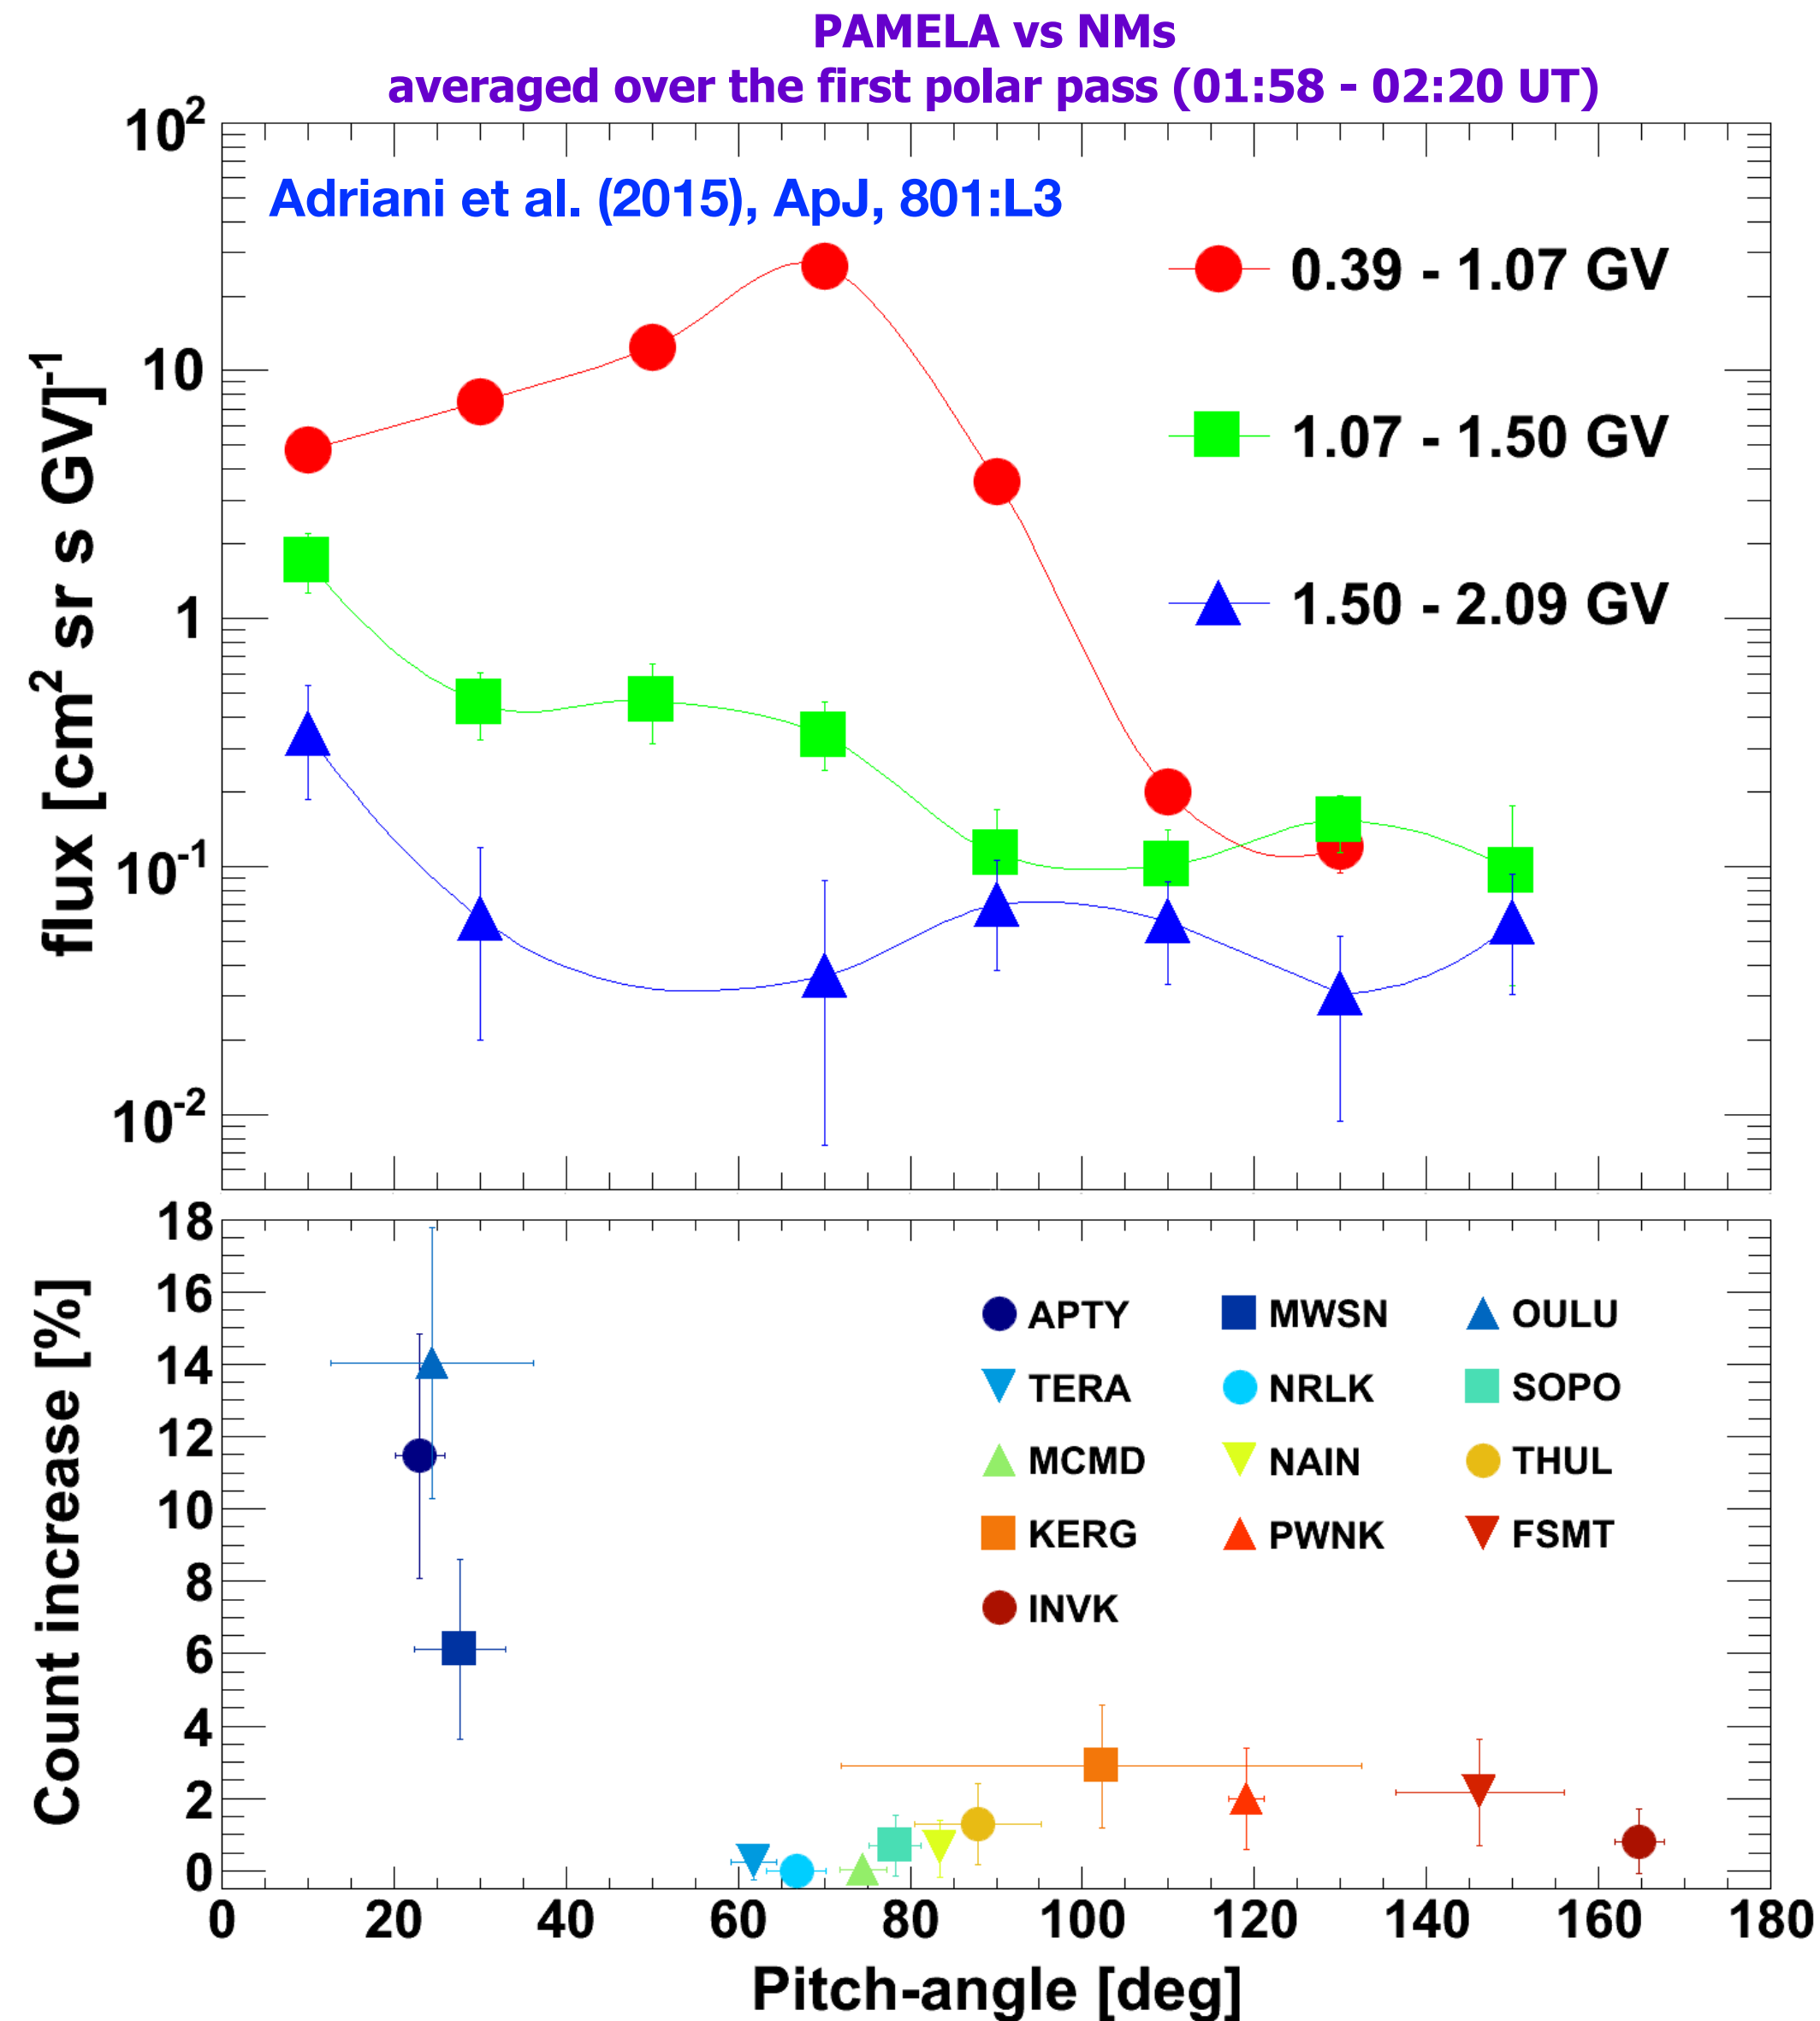 PAMELA vs NMs
averaged over the first polar pass (01:58 - 02:20 UT)
Adriani et al. (2015), ApJ, 801:L3
0.39 - 1.07 GV
1.07 - 1.50 GV
1.50 - 2.09 GV
flux [cm² sr s GV]⁻¹
10²
10
1
10⁻¹
10⁻²
Count increase [%]
18
16
14
12
10
8
6
4
2
0
APTY MWSN OULU
TERA NRLK SOPO
MCMD NAIN THUL
KERG PWNK FSMT
INVK
0 20 40 60 80 100 120 140 160 180
Pitch-angle [deg]